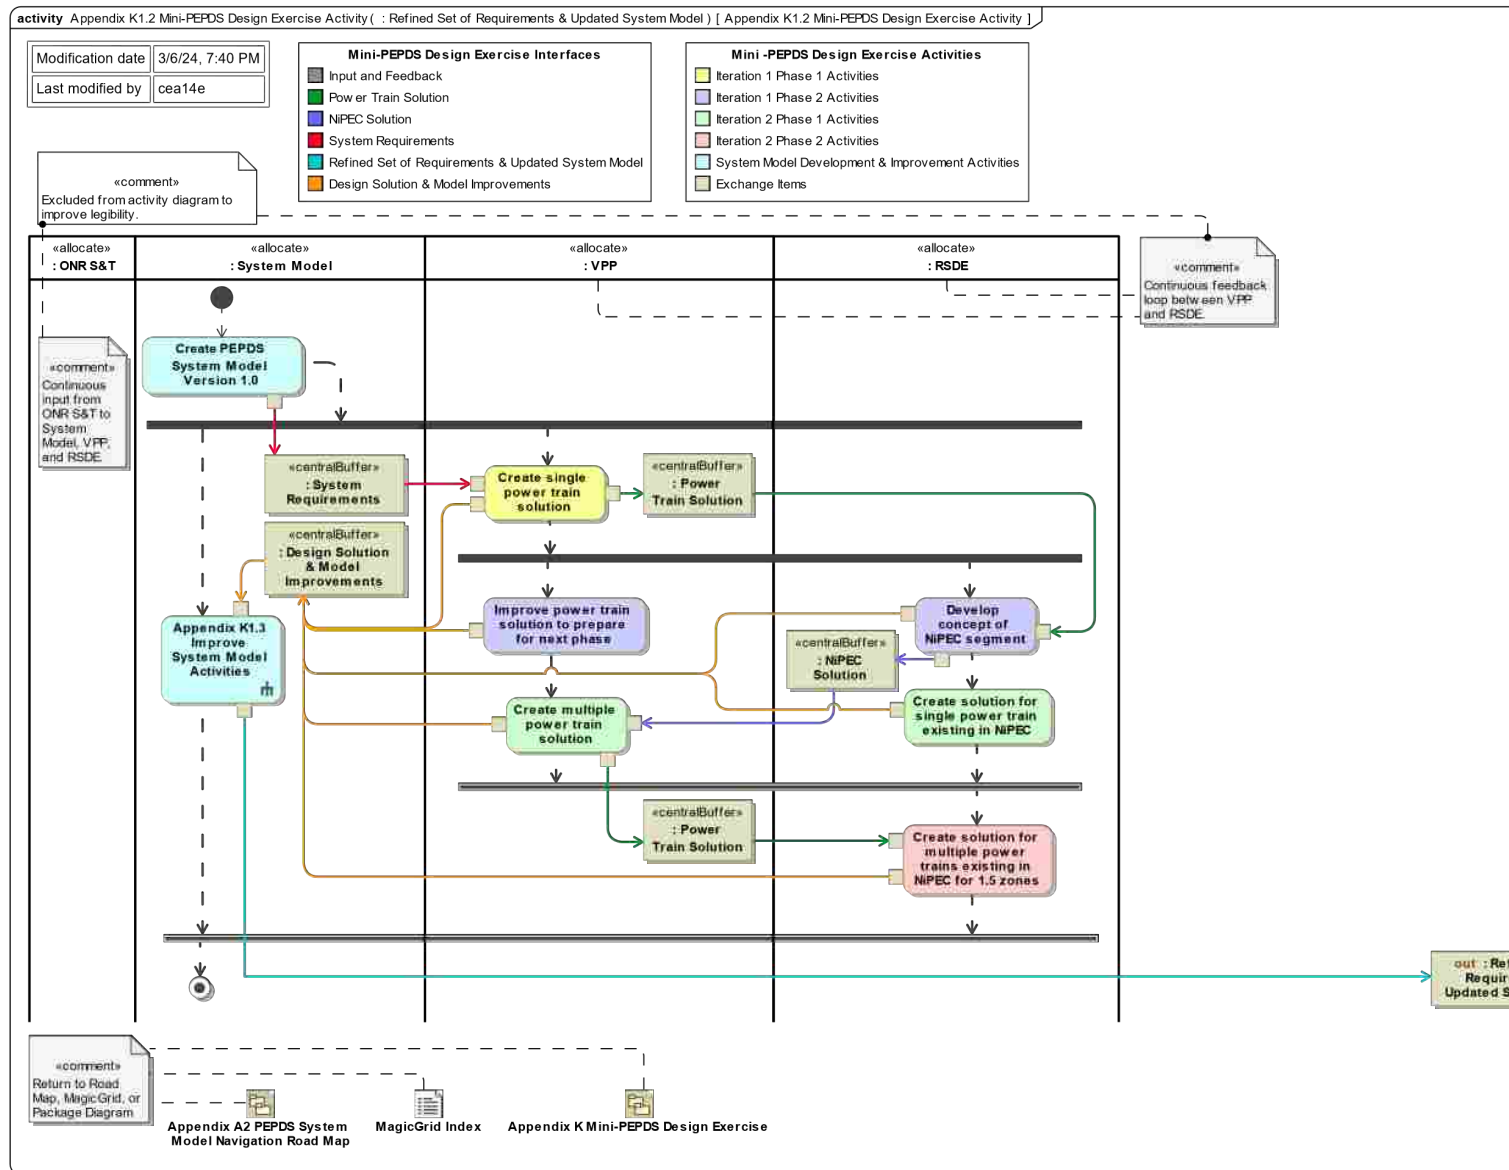 activity Appendix K1.2 Mini-PEPDS Design Exercise Activity ( : Refined Set of Requirements & Updated System Model ) [ Appendix K1.2 Mini-PEPDS Design Exercise Activity ]
Modification date 3/6/24, 7:40 PM
Last modified by cea14e
Mini-PEPDS Design Exercise Interfaces
Input and Feedback
Power Train Solution
NiPEC Solution
System Requirements
Refined Set of Requirements & Updated System Model
Design Solution & Model Improvements
Mini -PEPDS Design Exercise Activities
Iteration 1 Phase 1 Activities
Iteration 1 Phase 2 Activities
Iteration 2 Phase 1 Activities
Iteration 2 Phase 2 Activities
System Model Development & Improvement Activities
Exchange Items
«comment»
Excluded from activity diagram to
improve legibility.
«allocate»
: ONR S&T
«allocate»
: System Model
«allocate»
: VPP
«allocate»
: RSDE
«comment»
Continuous feedback
loop between VPP
and RSDE.
«comment»
Continuous
input from
ONR S&T to
System
Model, VPP,
and RSDE.
Create PEPDS
System Model
Version 1.0
«centralBuffer»
: System
Requirements
Create single
power train
solution
«centralBuffer»
: Power
Train Solution
«centralBuffer»
: Design Solution
& Model
Improvements
Appendix K1.3
Improve
System Model
Activities
Improve power train
solution to prepare
for next phase
Develop
concept of
NiPEC segment
«centralBuffer»
: NiPEC
Solution
Create multiple
power train
solution
Create solution for
single power train
existing in NiPEC
«centralBuffer»
: Power
Train Solution
Create solution for
multiple power
trains existing in
NiPEC for 1.5 zones
out : Ref
Requir
Updated S
«comment»
Return to Road
Map, MagicGrid, or
Package Diagram
Appendix A2 PEPDS System
Model Navigation Road Map
MagicGrid Index
Appendix K Mini-PEPDS Design Exercise